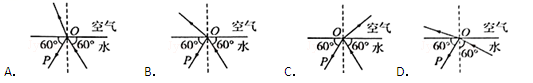 A. 空气 O 60° 60° 水 P
B. 空气 O 60° 60° 水 P
C. 空气 O 60° 60° 水 P
D. 空气 O 60° 60° 水 P